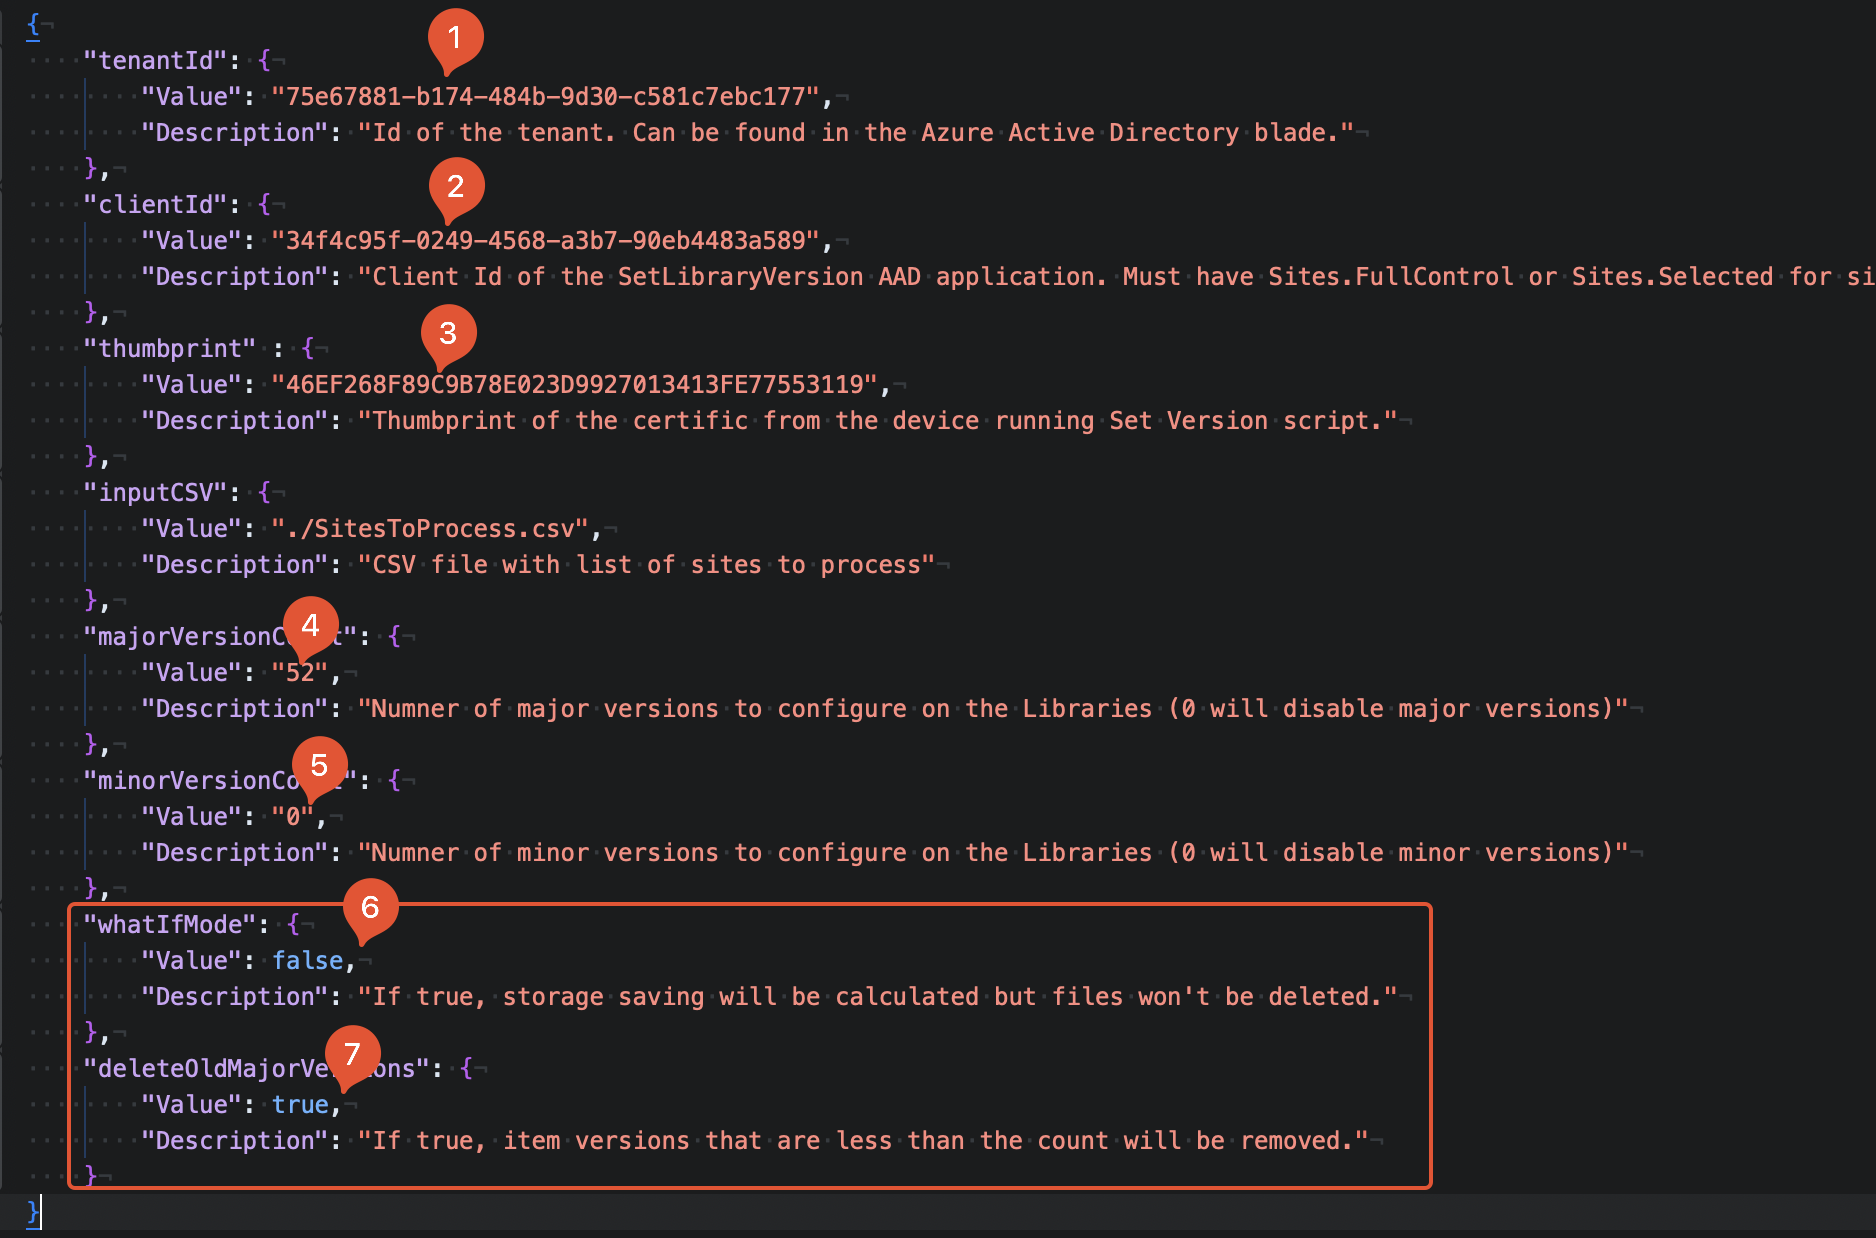 {
1
"tenantId": {
"Value": "75e67881-b174-484b-9d30-c581c7ebc177",
"Description": "Id of the tenant. Can be found in the Azure Active Directory blade."
},
2
"clientId": {
"Value": "34f4c95f-0249-4568-a3b7-90eb4483a589",
"Description": "Client Id of the SetLibraryVersion AAD application. Must have Sites.FullControl or Sites.Selected for si
},
3
"thumbprint" : {
"Value": "46EF268F89C9B78E023D9927013413FE77553119",
"Description": "Thumbprint of the certific from the device running Set Version script."
},
"inputCSV": {
"Value": "./SitesToProcess.csv",
"Description": "CSV file with list of sites to process"
},
4
"majorVersionC t": {
"Value": "52",
"Description": "Numner of major versions to configure on the Libraries (0 will disable major versions)"
},
5
"minorVersionCo t": {
"Value": "0",
"Description": "Numner of minor versions to configure on the Libraries (0 will disable minor versions)"
},
6
"whatIfMode": {
"Value": false,
"Description": "If true, storage saving will be calculated but files won't be deleted."
},
7
"deleteOldMajorVe ons": {
"Value": true,
"Description": "If true, item versions that are less than the count will be removed."
}
}